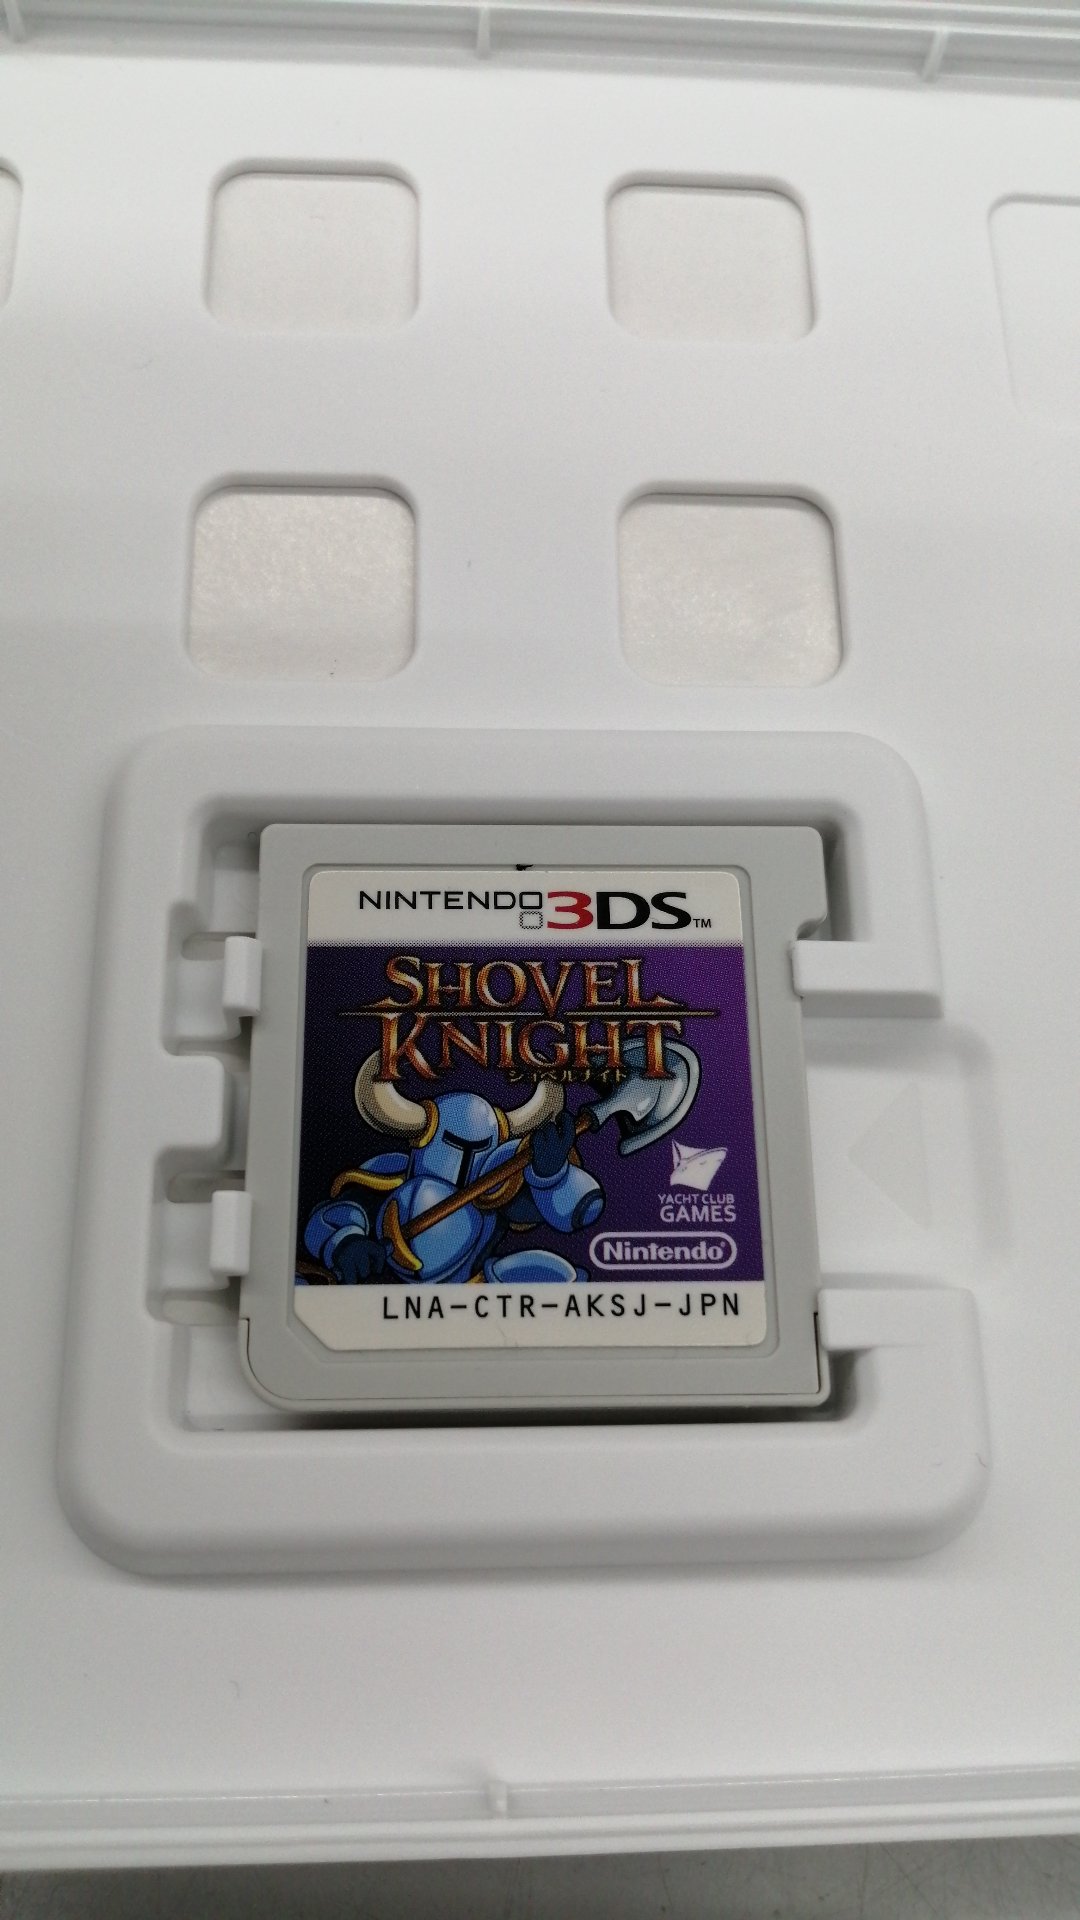 NINTENDO 3DS™
SHOVEL
KNIGHT
ショベルナイト
YACHT CLUB
GAMES
Nintendo®
LNA-CTR-AKSJ-JPN